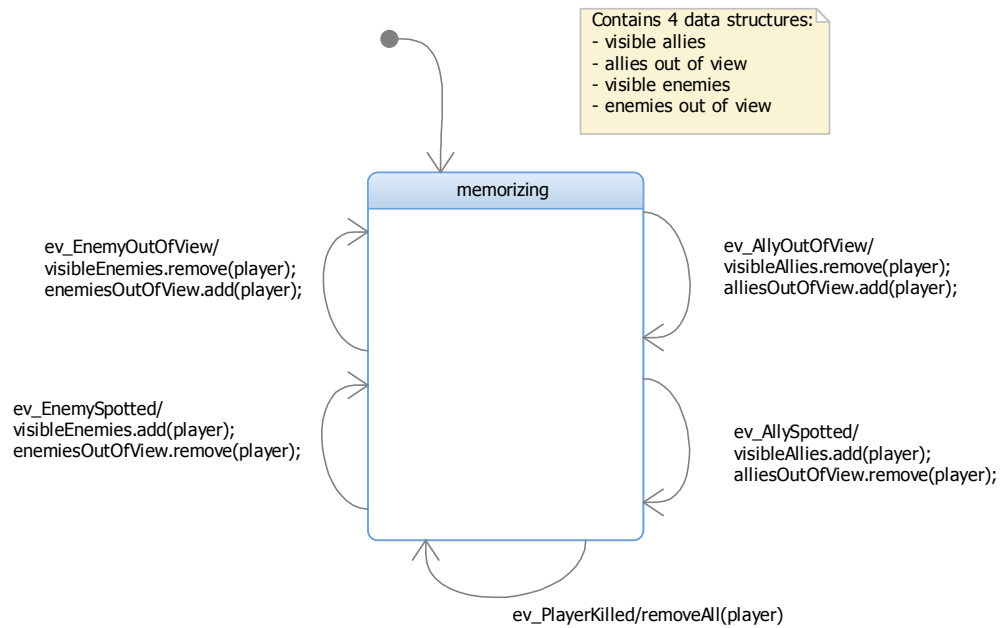 Contains 4 data structures:
- visible allies
- allies out of view
- visible enemies
- enemies out of view
memorizing
ev_EnemyOutOfView/
visibleEnemies.remove(player);
enemiesOutOfView.add(player);
ev_AllyOutOfView/
visibleAllies.remove(player);
alliesOutOfView.add(player);
ev_EnemySpotted/
visibleEnemies.add(player);
enemiesOutOfView.remove(player);
ev_AllySpotted/
visibleAllies.add(player);
alliesOutOfView.remove(player);
ev_PlayerKilled/removeAll(player)